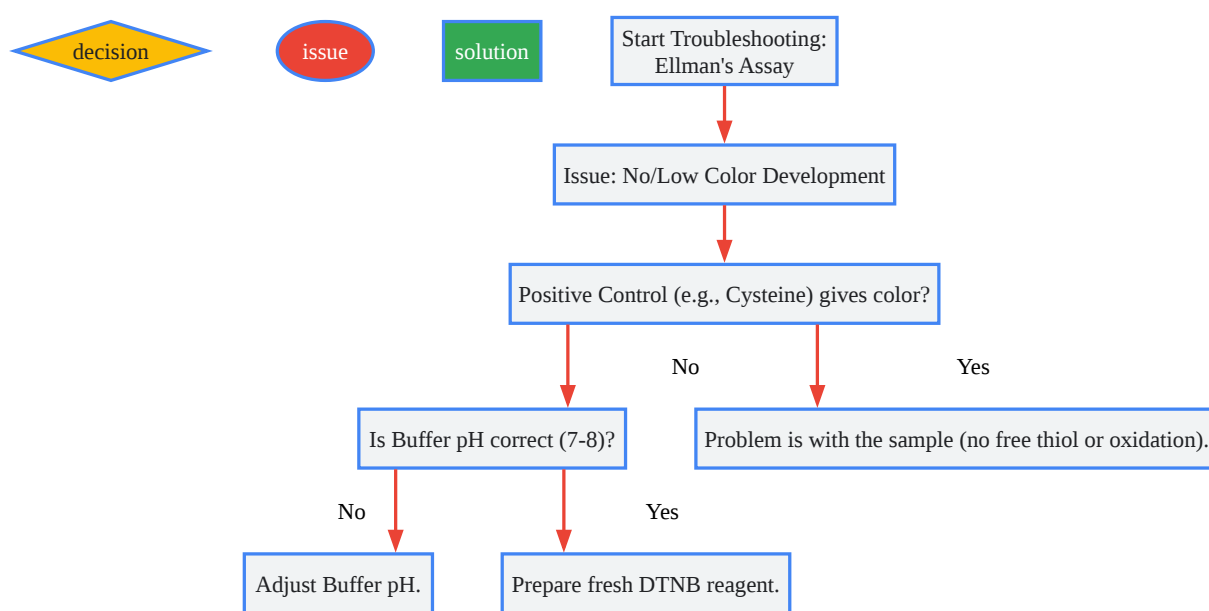 decision
issue
solution
Start Troubleshooting:
Ellman's Assay
Issue: No/Low Color Development
Positive Control (e.g., Cysteine) gives color?
No
Yes
Is Buffer pH correct (7-8)?
Problem is with the sample (no free thiol or oxidation).
No
Yes
Adjust Buffer pH.
Prepare fresh DTNB reagent.